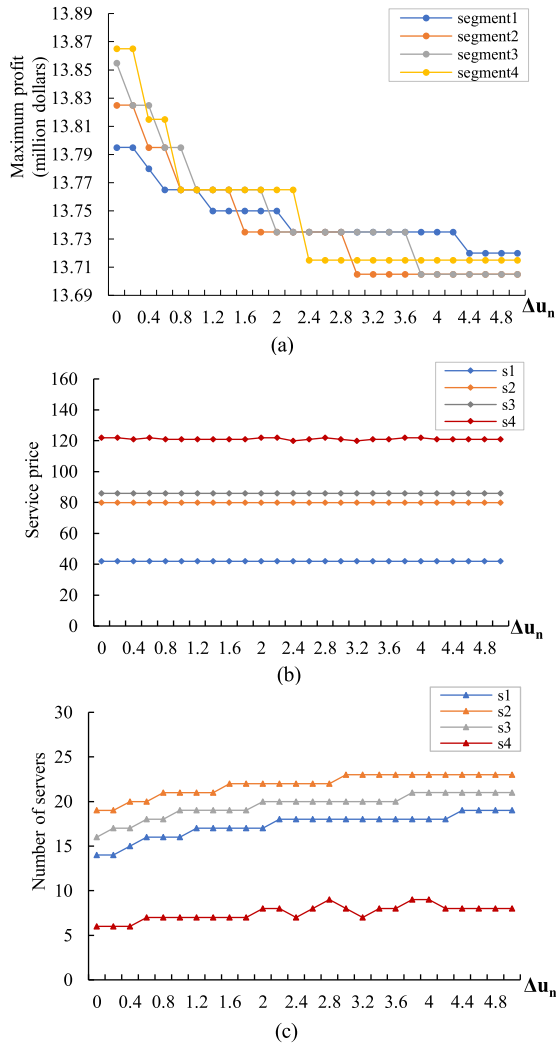 13.89
13.87
13.85
13.83
13.81
13.79
13.77
13.75
13.73
13.71
13.69
Maximum profit
(million dollars)
segment1
segment2
segment3
segment4
0 0.4 0.8 1.2 1.6 2 2.4 2.8 3.2 3.6 4 4.4 4.8 Δuₙ
(a)
160
140
120
100
80
60
40
20
0
Service price
s1
s2
s3
s4
0 0.4 0.8 1.2 1.6 2 2.4 2.8 3.2 3.6 4 4.4 4.8 Δuₙ
(b)
30
25
20
15
10
5
0
Number of servers
s1
s2
s3
s4
0 0.4 0.8 1.2 1.6 2 2.4 2.8 3.2 3.6 4 4.4 4.8 Δuₙ
(c)